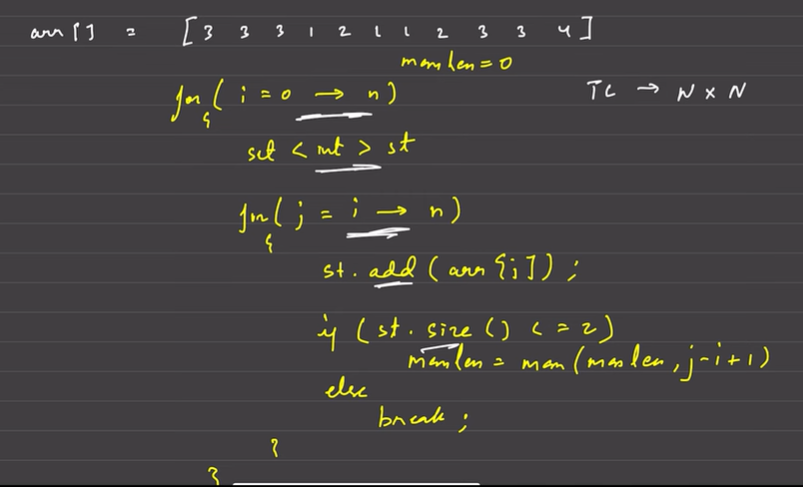 arr [] = [3 3 3 1 2 1 1 2 3 3 4]
maxlen = 0
for ( i = 0 → n) TC → N x N
{
set < int > st
for ( j = i → n)
{
st. add ( arr[j]) ;
if ( st. size () <= 2)
maxlen = max (maxlen, j-i+1)
else
break ;
}
}